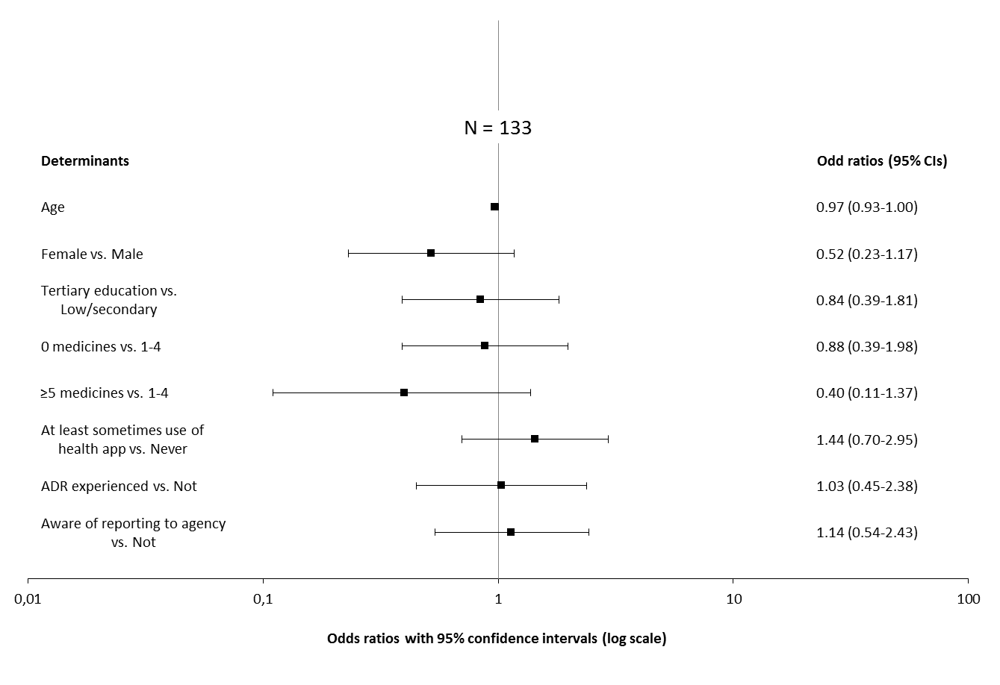 N = 133
Determinants
Odd ratios (95% CIs)
Age
0.97 (0.93-1.00)
Female vs. Male
0.52 (0.23-1.17)
Tertiary education vs.
Low/secondary
0.84 (0.39-1.81)
0 medicines vs. 1-4
0.88 (0.39-1.98)
≥5 medicines vs. 1-4
0.40 (0.11-1.37)
At least sometimes use of
health app vs. Never
1.44 (0.70-2.95)
ADR experienced vs. Not
1.03 (0.45-2.38)
Aware of reporting to agency
vs. Not
1.14 (0.54-2.43)
0,01
0,1
1
10
100
Odds ratios with 95% confidence intervals (log scale)